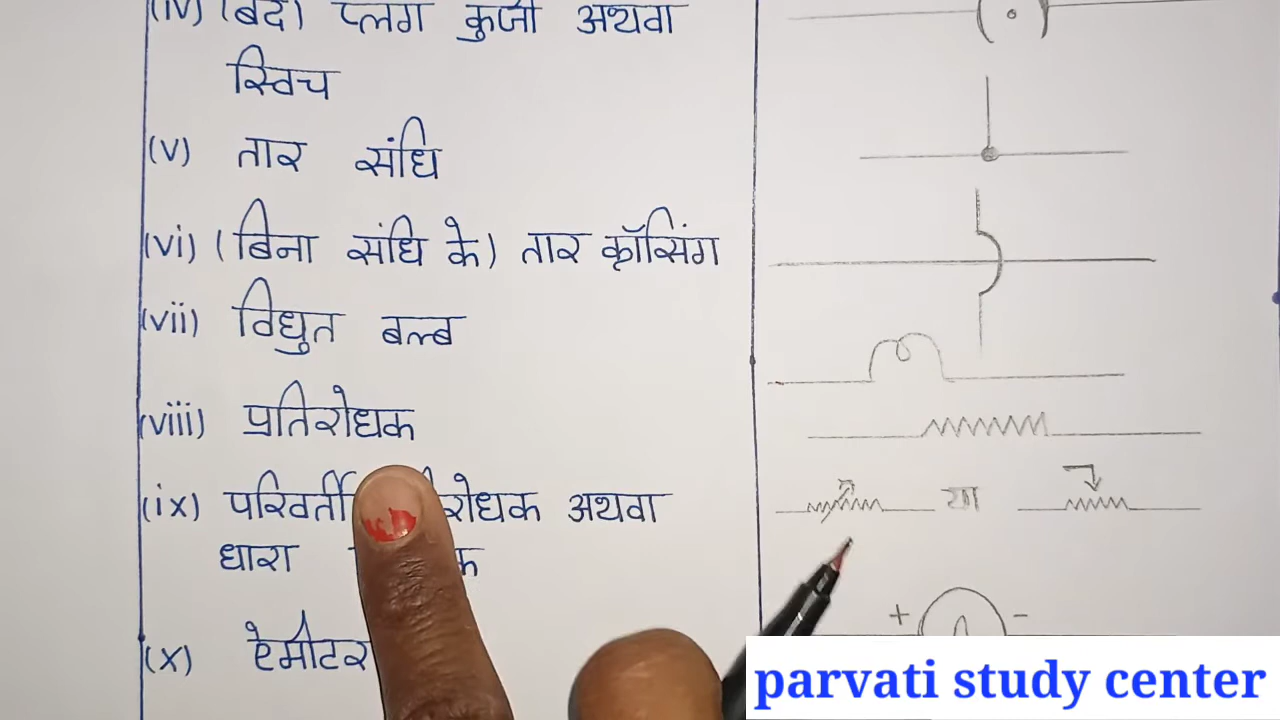 (iv) (बंद) प्लग कुंजी अथवा
स्विच
(v) तार संधि
(vi) (बिना संधि के) तार क्रॉसिंग
(vii) विद्युत बल्ब
(viii) प्रतिरोधक
(ix) परिवर्ती रोधक अथवा
या
धारा क
+ -
(x) ऐमीटर
parvati study center